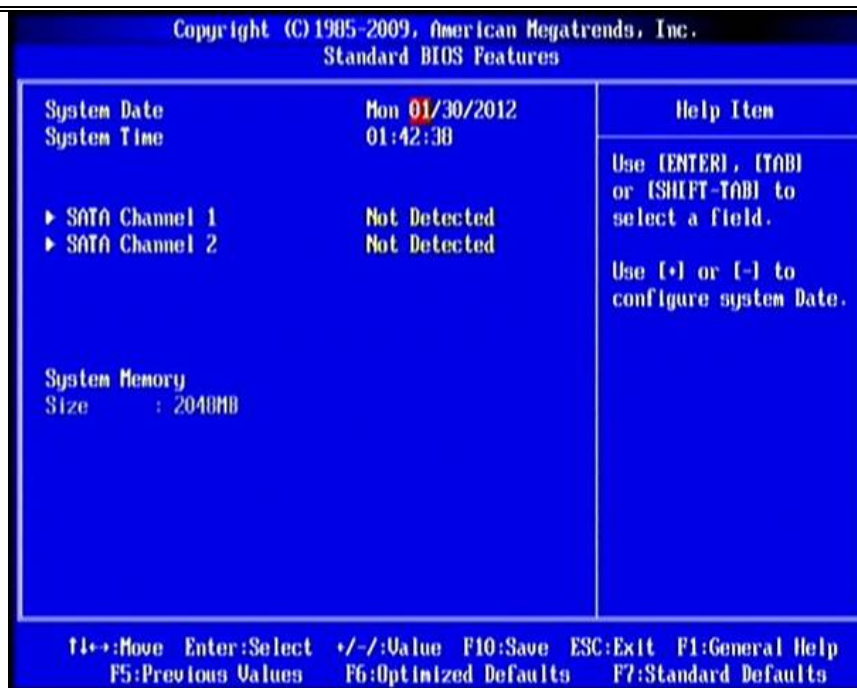 Copyright (C)1985-2009, American Megatrends, Inc.
Standard BIOS Features
System Date Mon 01/30/2012
System Time 01:42:38
▶ SATA Channel 1 Not Detected
▶ SATA Channel 2 Not Detected
System Memory
Size : 2048MB
Help Item
Use [ENTER], [TAB]
or [SHIFT-TAB] to
select a field.
Use [+] or [-] to
configure system Date.
↑↓←→:Move Enter:Select +/-/:Value F10:Save ESC:Exit F1:General Help
F5:Previous Values F6:Optimized Defaults F7:Standard Defaults